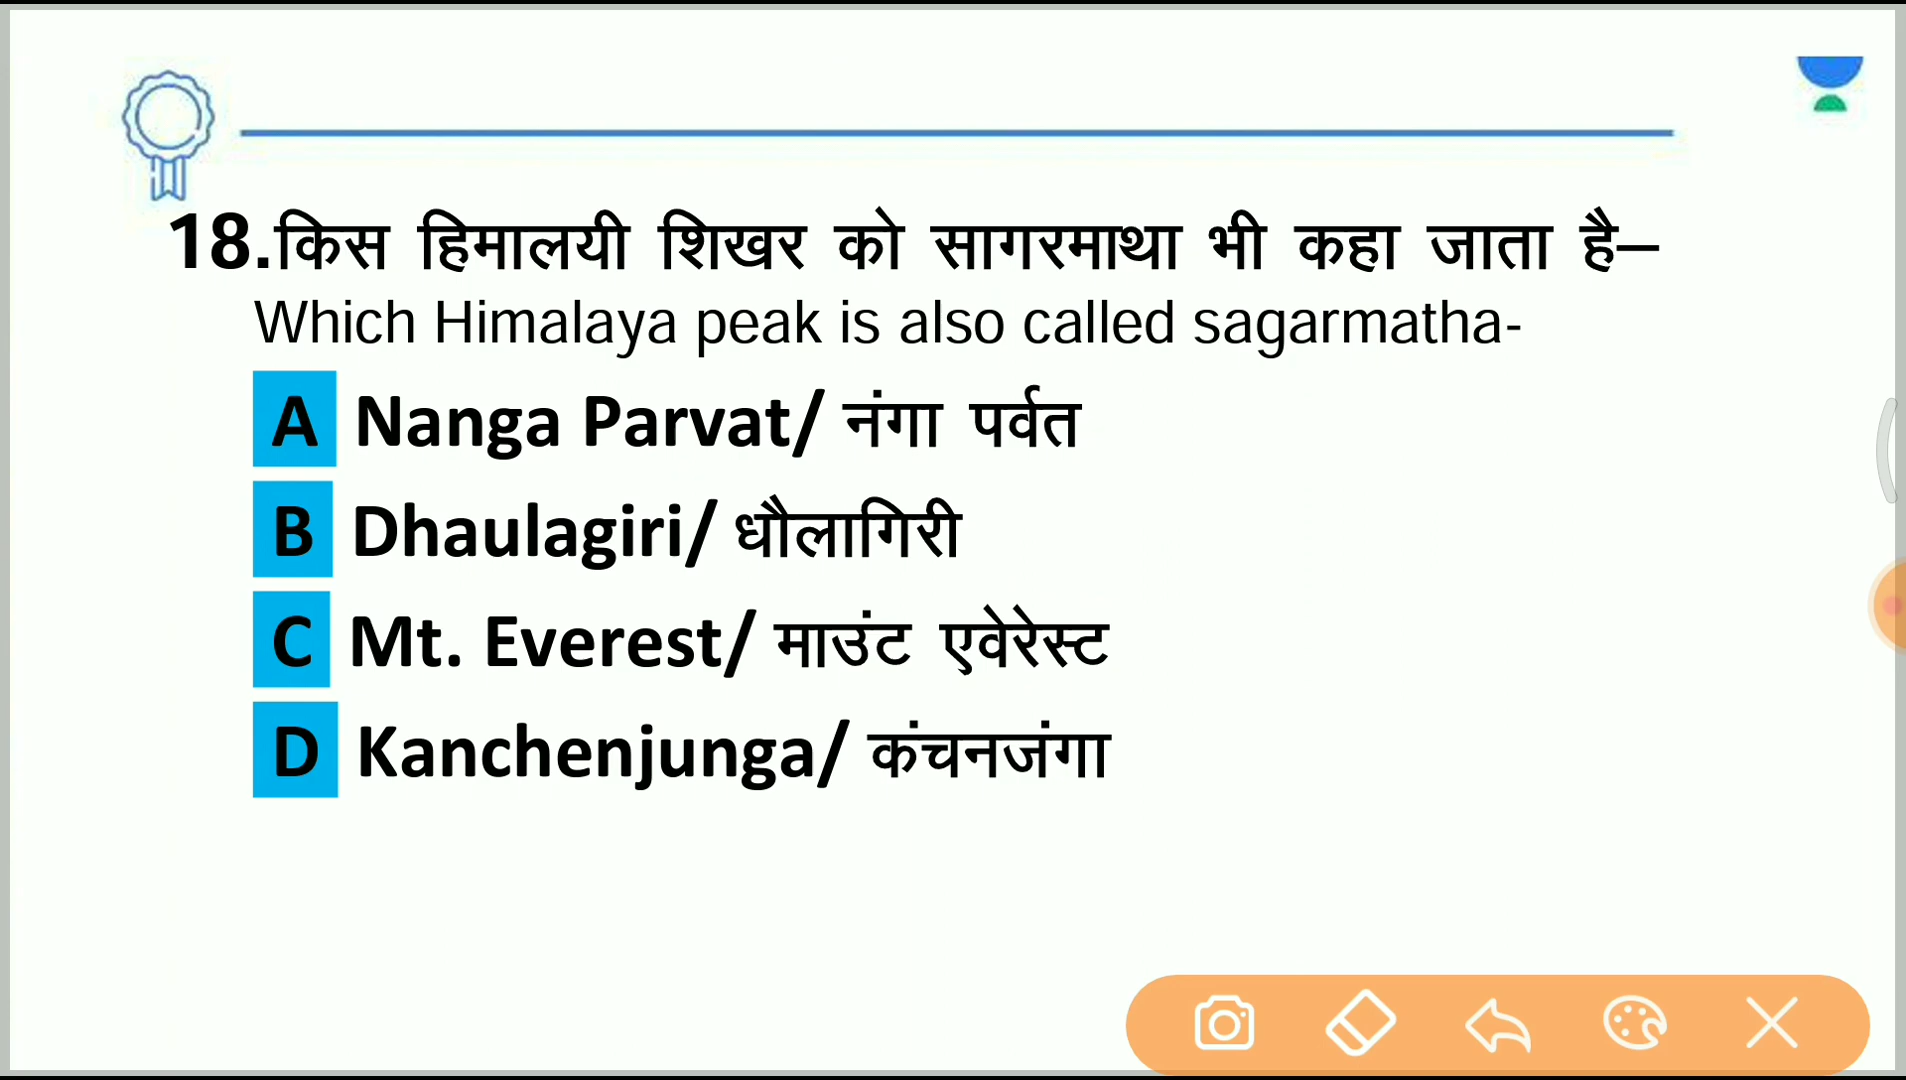 18.किस हिमालयी शिखर को सागरमाथा भी कहा जाता है–
Which Himalaya peak is also called sagarmatha-
A Nanga Parvat/ नंगा पर्वत
B Dhaulagiri/ धौलागिरी
C Mt. Everest/ माउंट एवेरेस्ट
D Kanchenjunga/ कंचनजंगा